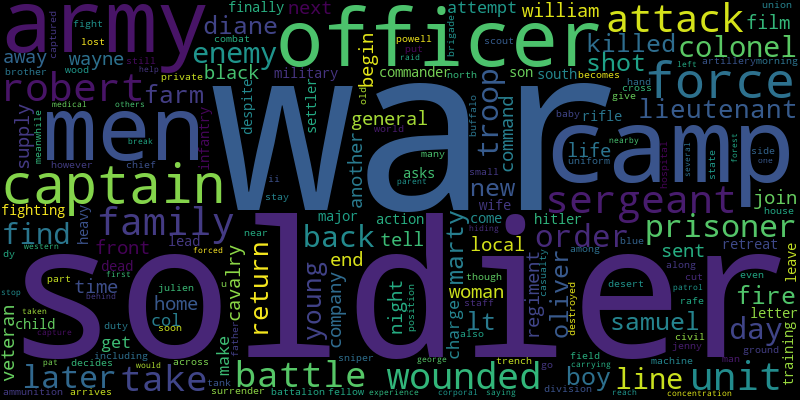 army officer william attack
finally next attempt film
fight union
lost captured diane begin powell brigade scout colonel
away wayne enemy killed
brother black commander son south becomes shot
wood private military old put raid north left artillery morning
robert farm despite settler rifle hand force
medical others war buffalo baby cross give lieutenant
supply men general troop command camp
meanwhile break infantry another world life nearby
however chief many asks small uniform several state forest side one
captain ii stay parent new wife hospital sergeant join house
fighting family major action come hitler prisoner
find heavy back tell marty hiding order among blue retreat
front lead near end local sent along
dy western forced dead first cavalry return young company night position though woman regiment casualty oliver desert cut even
part julien u staff destroyed patrol rafe fire leave
time behind home col charge lt samuel letter
stop taken soldier civil day training
veteran child duty soon father sniper also jenny man ground
capture get make including pat decides across george trench field machine
would tank go carrying
later take battle wounded boy line unit
ammunition arrives surrender battalion fellow experience corporal saying division reach concentration